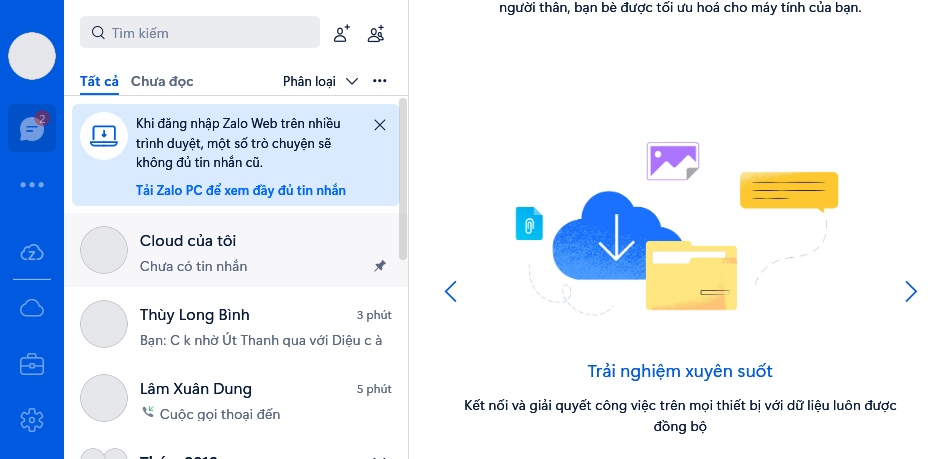 người thân, bạn bè được tối ưu hoá cho máy tính của bạn.
Tìm kiếm
Tất cả Chưa đọc Phân loại
2
Khi đăng nhập Zalo Web trên nhiều
trình duyệt, một số trò chuyện sẽ
không đủ tin nhắn cũ.
Tải Zalo PC để xem đầy đủ tin nhắn
Cloud của tôi
Chưa có tin nhắn
Thùy Long Bình 3 phút
Bạn: C k nhờ Út Thanh qua với Diệu c à
Lâm Xuân Dung 5 phút
Cuộc gọi thoại đến
Trải nghiệm xuyên suốt
Kết nối và giải quyết công việc trên mọi thiết bị với dữ liệu luôn được
đồng bộ